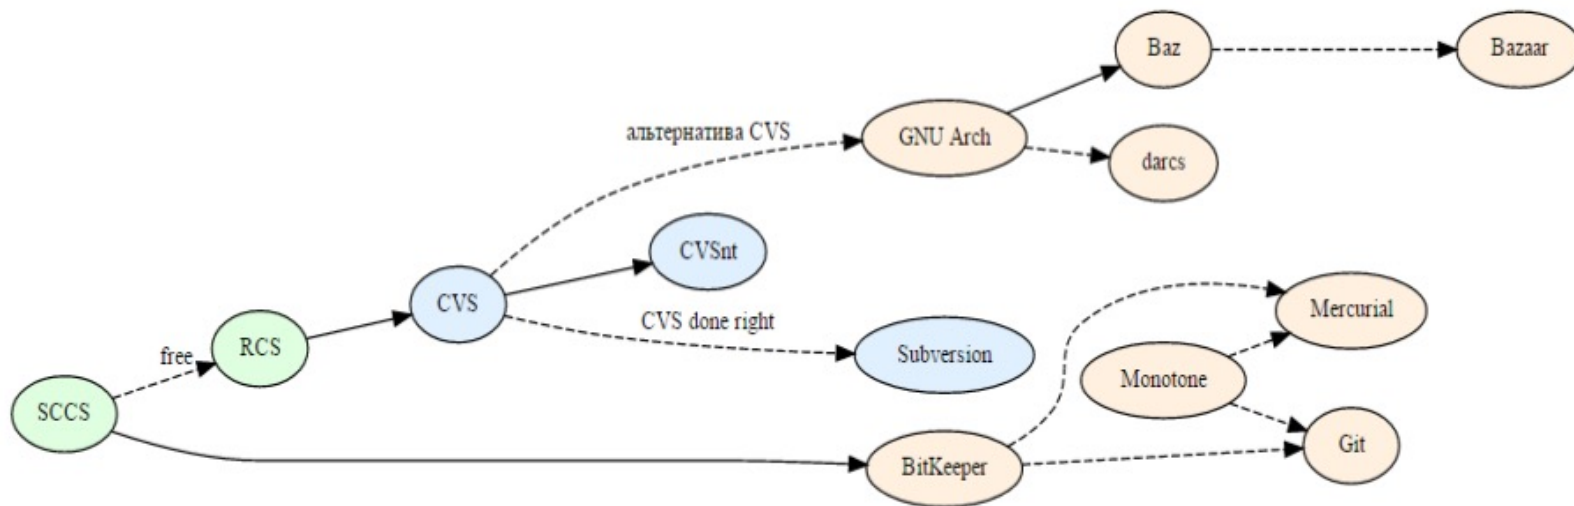 Baz
Bazaar
альтернатива CVS
GNU Arch
darcs
CVSnt
CVS
CVS done right
Mercurial
RCS
free
Subversion
Monotone
SCCS
BitKeeper
Git